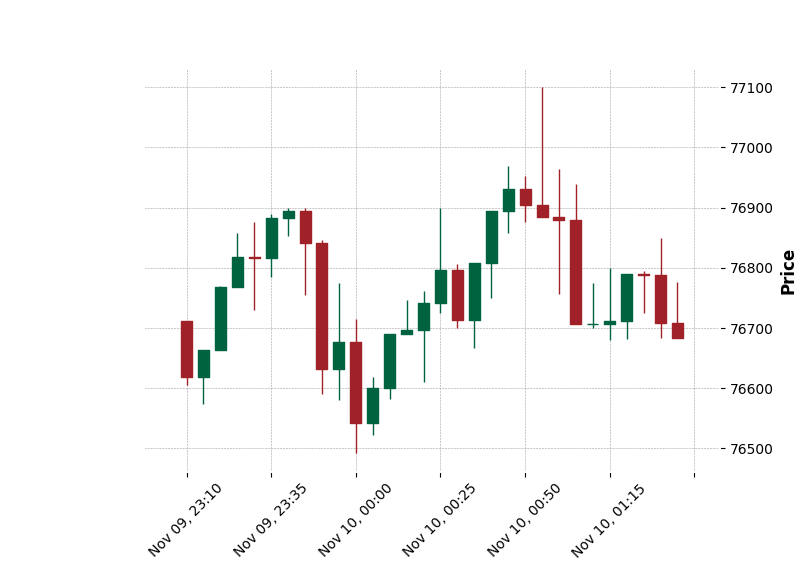 77100
77000
76900
76800
76700
76600
76500
Price
Nov 09, 23:10
Nov 09, 23:35
Nov 10, 00:00
Nov 10, 00:25
Nov 10, 00:50
Nov 10, 01:15